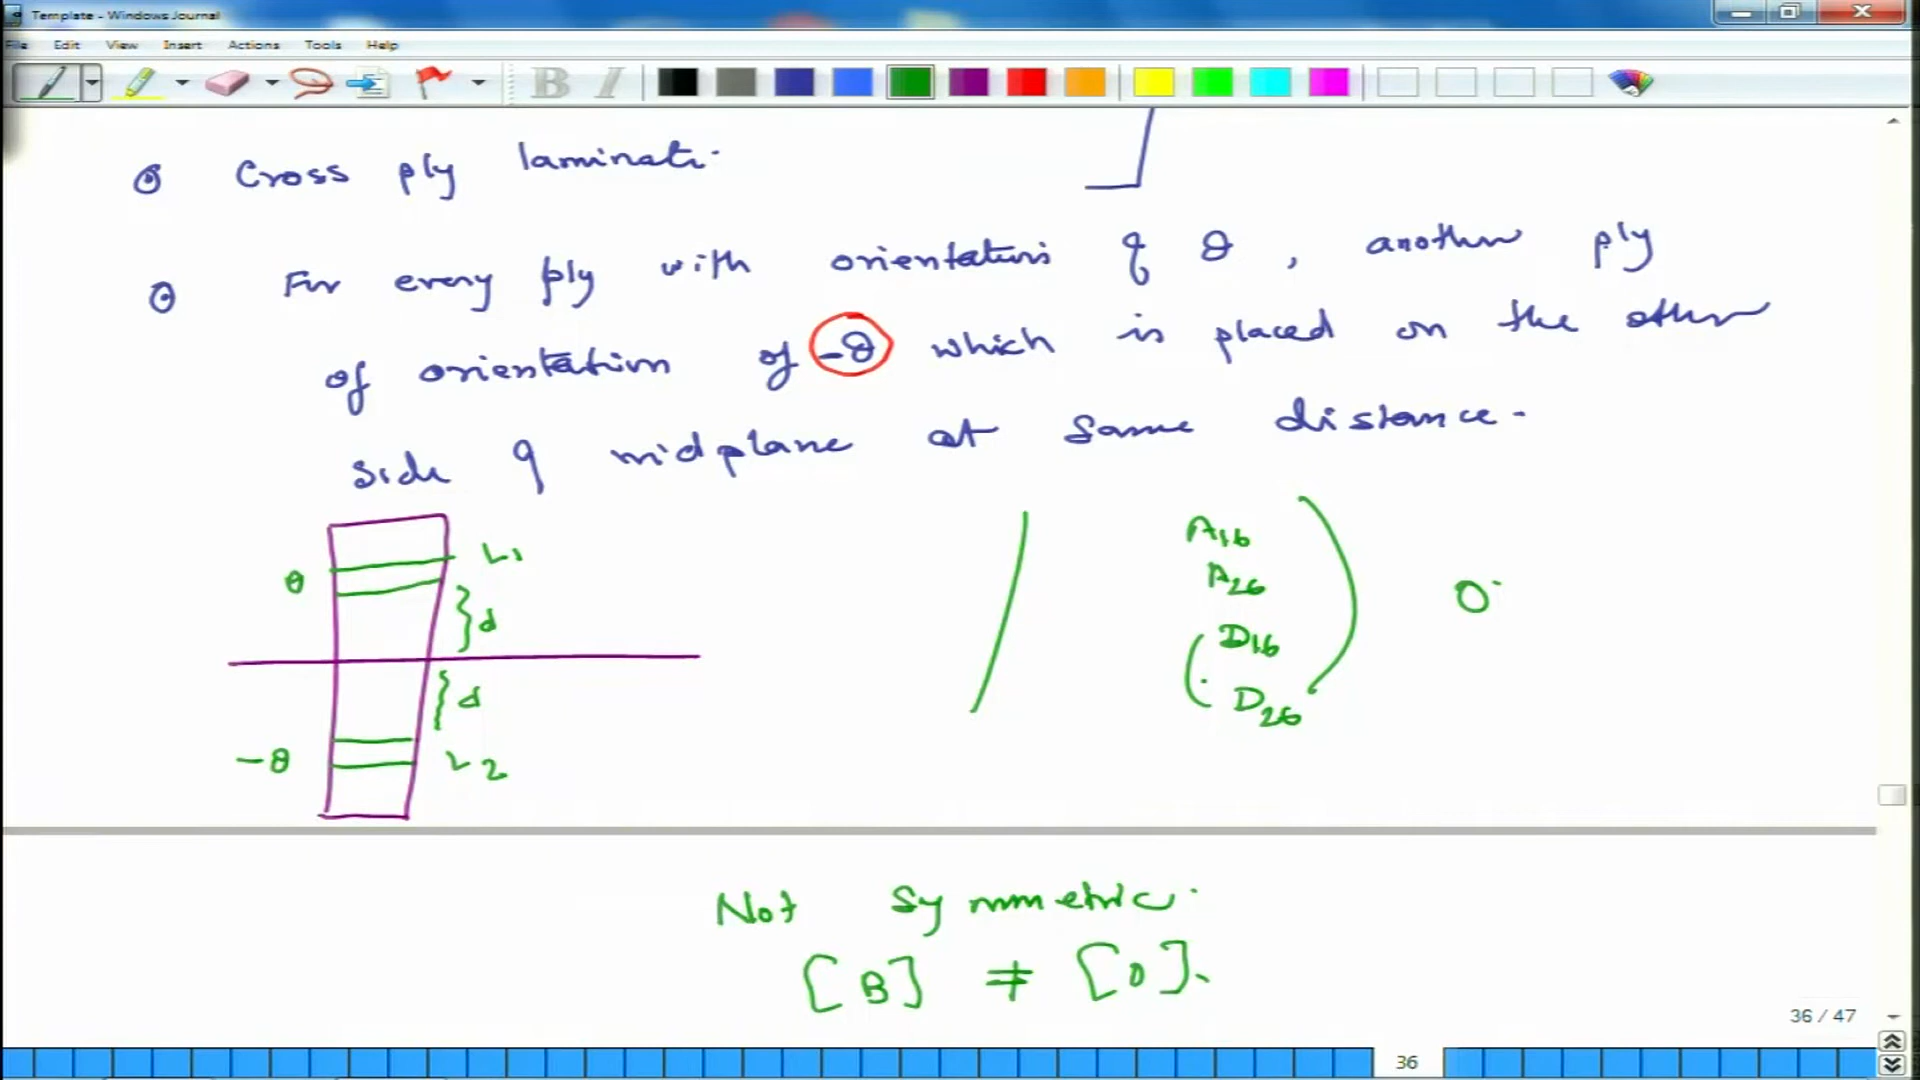 Template - Windows Journal
File Edit View Insert Actions Tools Help
B I
Cross ply laminate.
For every ply with orientation of θ, another ply
of orientation of -θ which is placed on the other
side of midplane at same distance.
L1
θ
d
d
-θ
L2
A16
A26
D16
D26
0
Not Symmetric.
[B] ≠ [0].
36 / 47
36